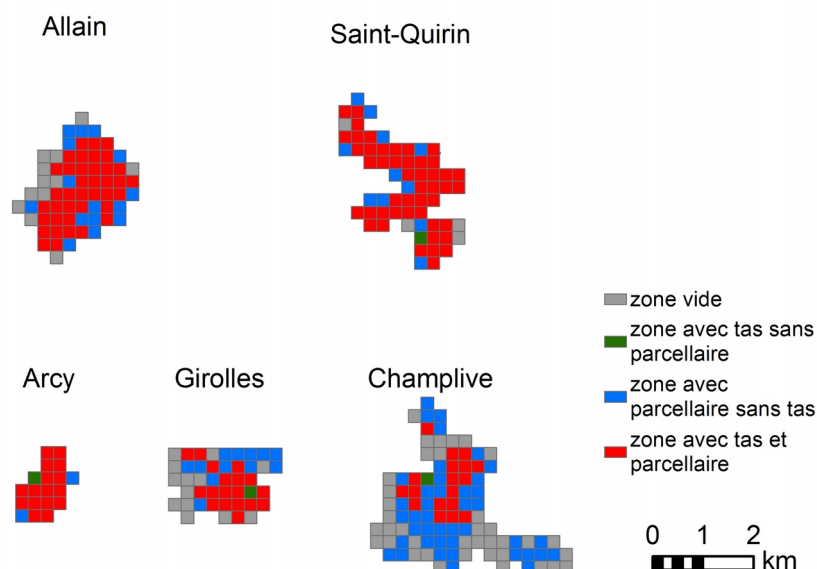 Allain
Saint-Quirin
Arcy
Girolles
Champlive
zone vide
zone avec tas sans
parcellaire
zone avec
parcellaire sans tas
zone avec tas et
parcellaire
0 1 2
km